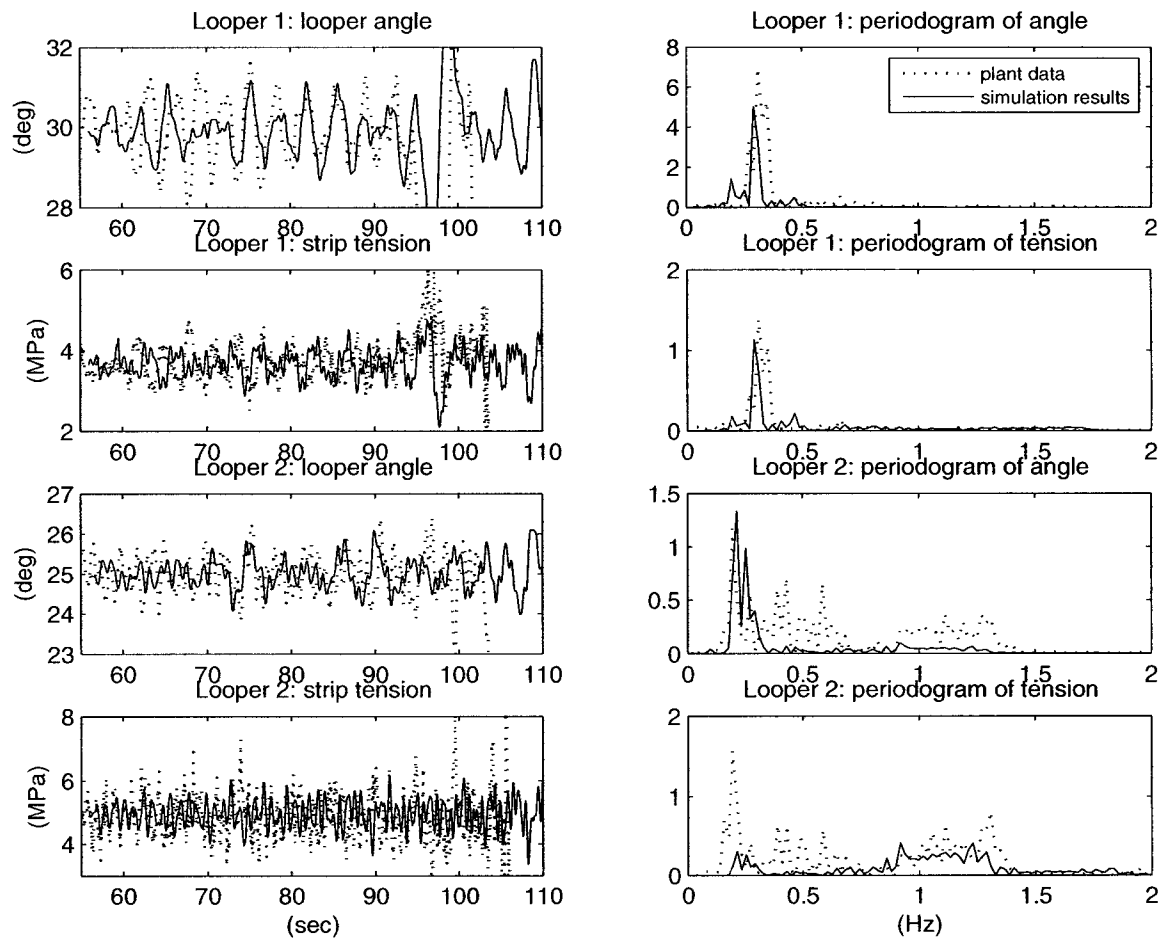 Looper 1: looper angle
32
30
28
(deg)
60 70 80 90 100 110
Looper 1: periodogram of angle
8
6
4
2
0
plant data
simulation results
0 0.5 1 1.5 2
Looper 1: strip tension
6
4
2
(MPa)
60 70 80 90 100 110
Looper 1: periodogram of tension
2
1
0
0 0.5 1 1.5 2
Looper 2: looper angle
27
26
25
24
23
(deg)
60 70 80 90 100 110
Looper 2: periodogram of angle
1.5
1
0.5
0
0 0.5 1 1.5 2
Looper 2: strip tension
8
6
4
(MPa)
60 70 80 90 100 110
(sec)
Looper 2: periodogram of tension
2
1
0
0 0.5 1 1.5 2
(Hz)